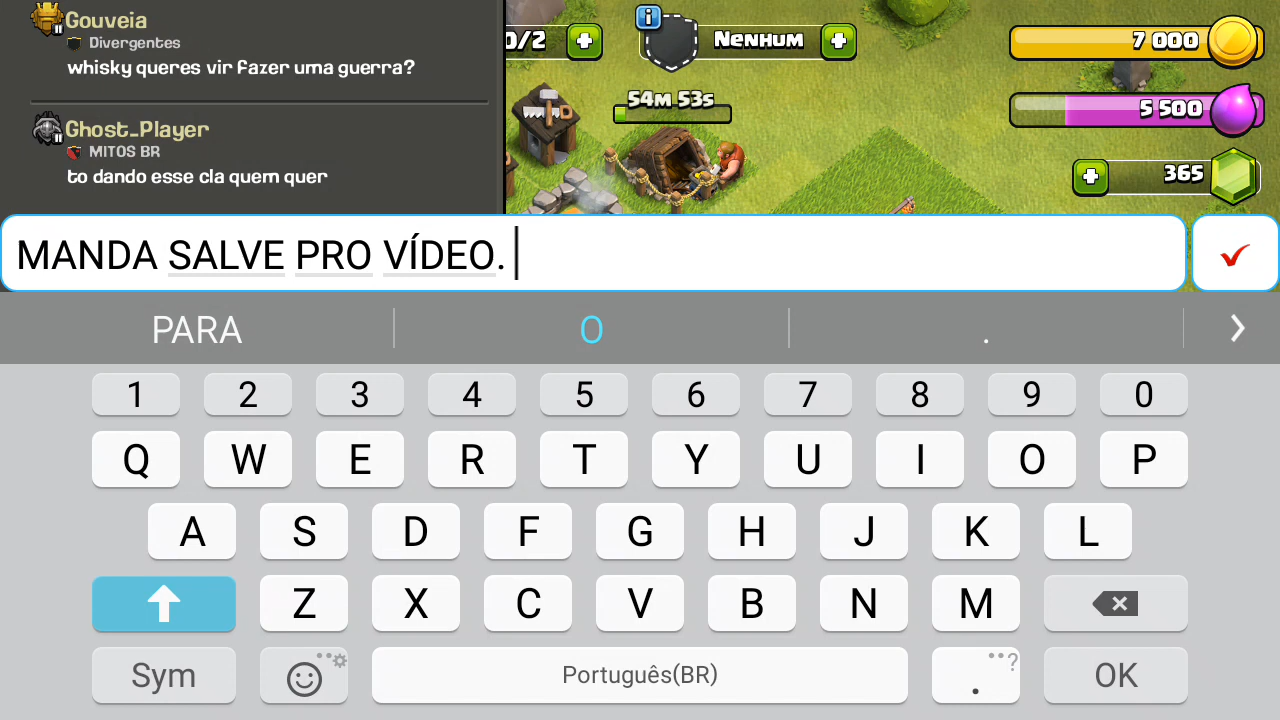 Gouveia
Divergentes
whisky queres vir fazer uma guerra?
Ghost_Player
MITOS BR
to dando esse cla quem quer
0/2
Nenhum
7 000
54m 53s
5 500
365
MANDA SALVE PRO VÍDEO.
PARA O .
1 2 3 4 5 6 7 8 9 0
Q W E R T Y U I O P
A S D F G H J K L
Z X C V B N M
Sym Português(BR) . ? OK